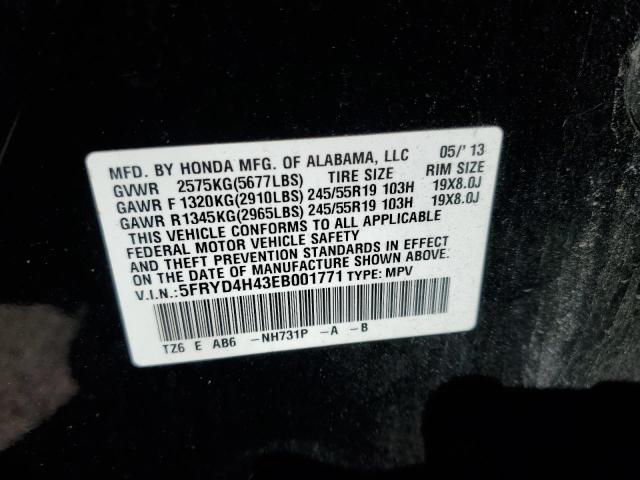 MFD. BY HONDA MFG. OF ALABAMA, LLC 05/' 13
GVWR 2575KG(5677LBS) TIRE SIZE RIM SIZE
GAWR F 1320KG(2910LBS) 245/55R19 103H 19X8.0J
GAWR R1345KG(2965LBS) 245/55R19 103H 19X8.0J
THIS VEHICLE CONFORMS TO ALL APPLICABLE
FEDERAL MOTOR VEHICLE SAFETY
AND THEFT PREVENTION STANDARDS IN EFFECT
ON THE DATE OF MANUFACTURE SHOWN ABOVE.
V.I.N.:5FRYD4H43EB001771 TYPE: MPV
TZ6 E AB6 -NH731P -A -B